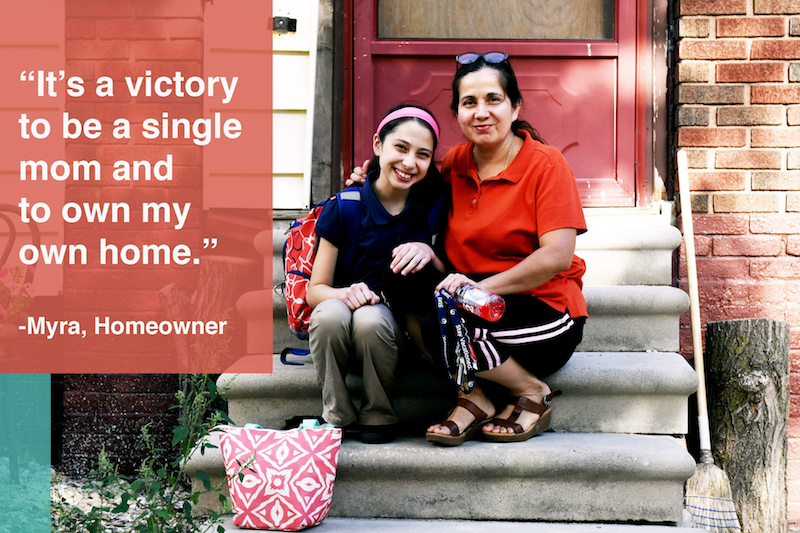 “It’s a victory
to be a single
mom and
to own my
own home.”
-Myra, Homeowner